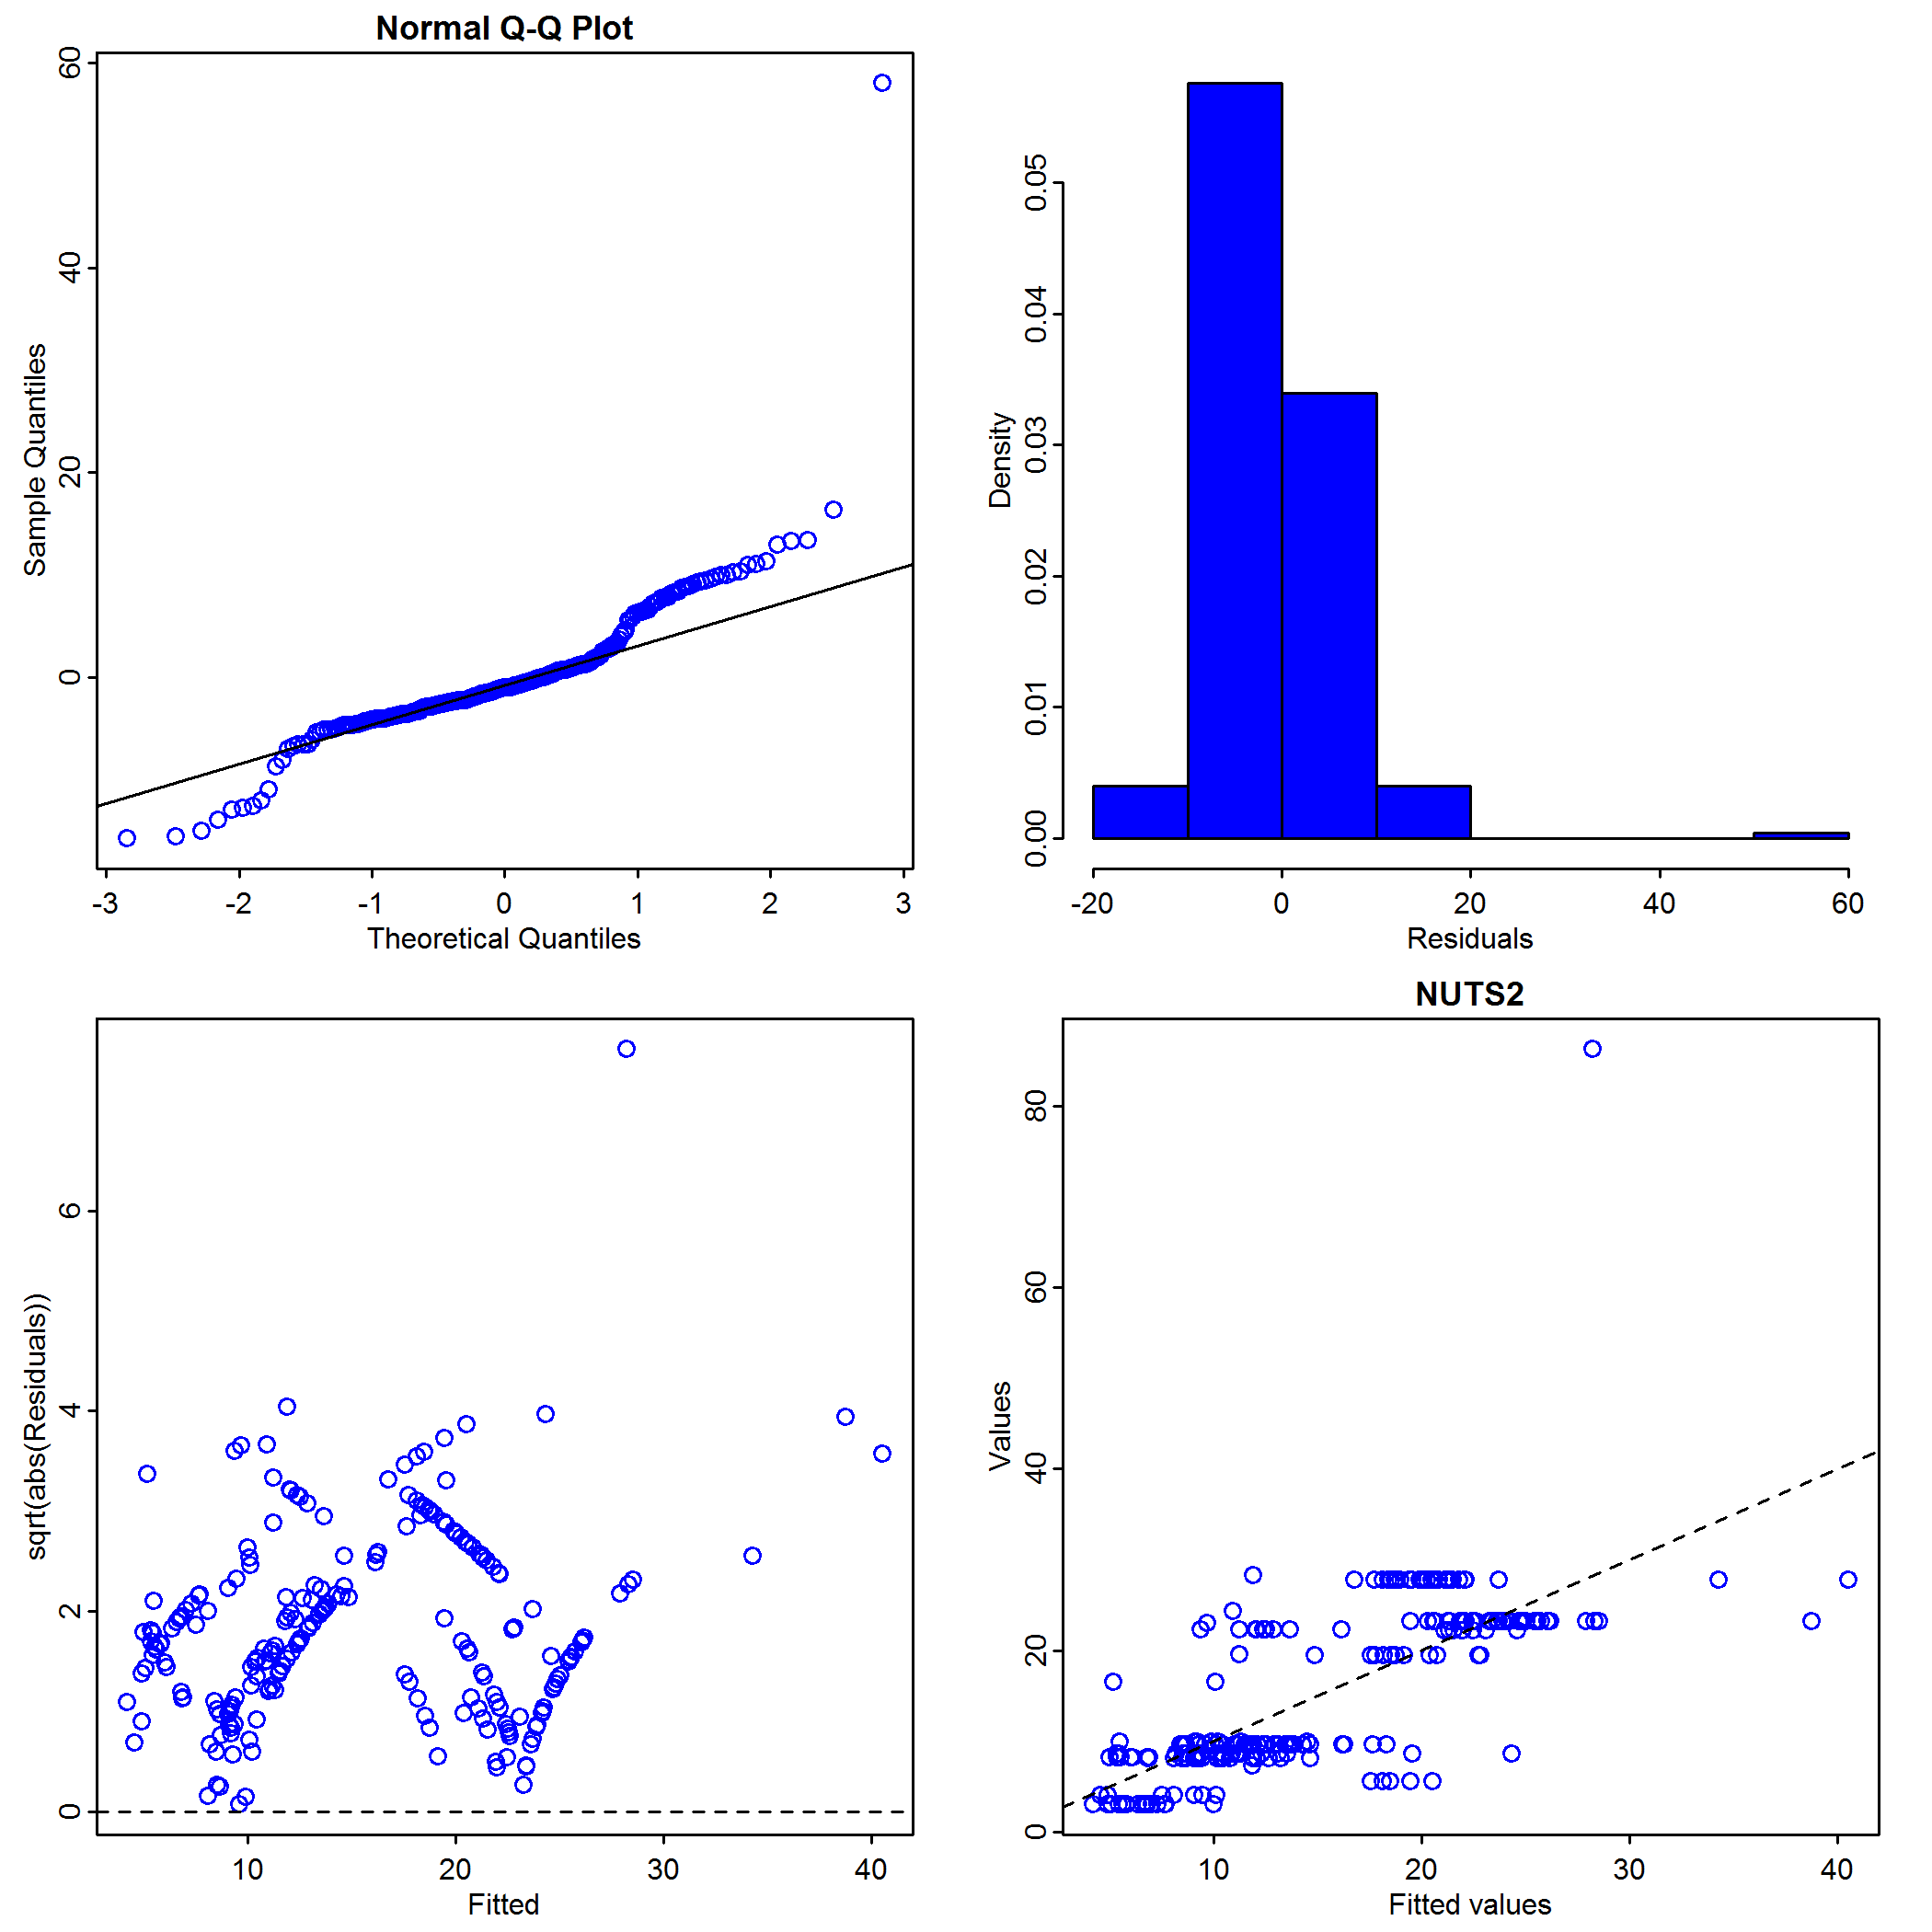 Normal Q-Q Plot
Sample Quantiles
0 20 40 60
-3 -2 -1 0 1 2 3
Theoretical Quantiles
Density
0.00 0.01 0.02 0.03 0.04 0.05
-20 0 20 40 60
Residuals
sqrt(abs(Residuals))
0 2 4 6
10 20 30 40
Fitted
NUTS2
Values
0 20 40 60 80
10 20 30 40
Fitted values